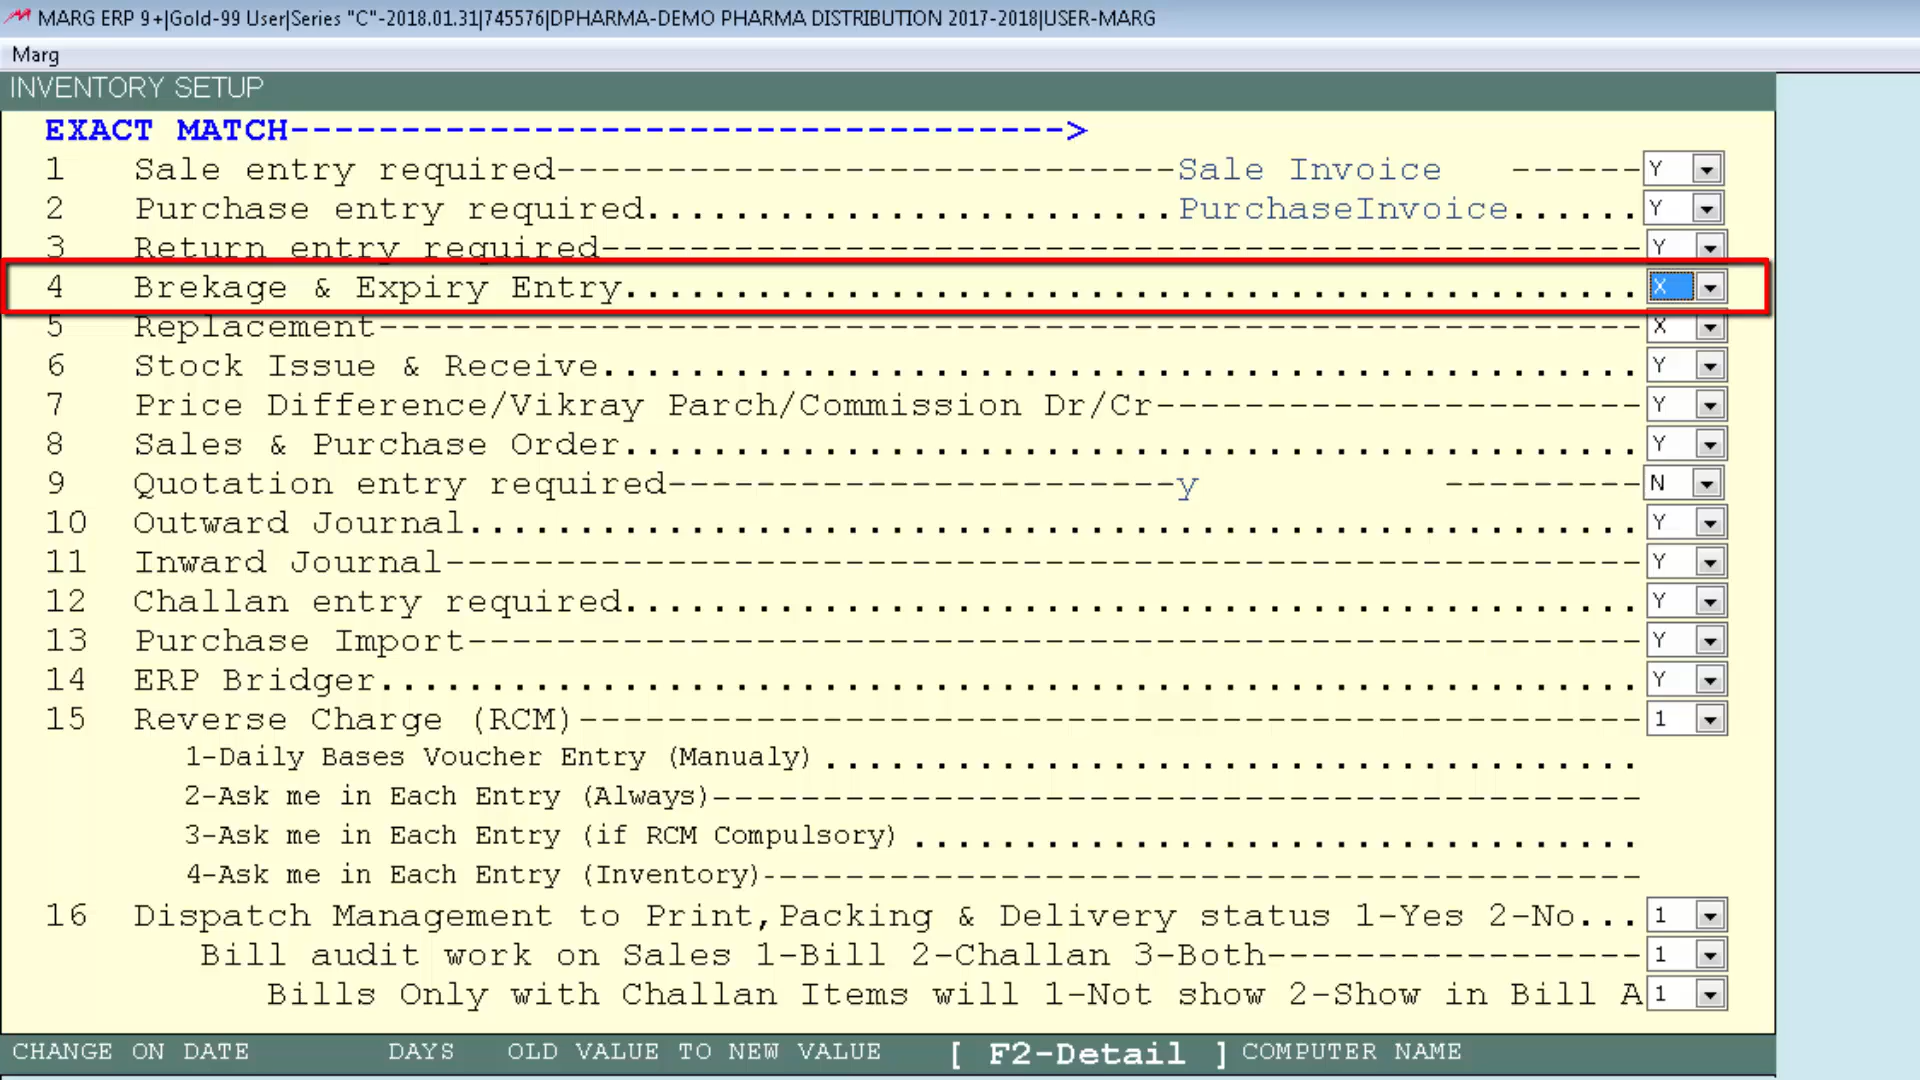 MARG ERP 9+|Gold-99 User|Series "C"-2018.01.31|745576|DPHARMA-DEMO PHARMA DISTRIBUTION 2017-2018|USER-MARG
Marg
INVENTORY SETUP
EXACT MATCH----------------------------------->
1 Sale entry required----------------------------Sale Invoice ------ Y
2 Purchase entry required........................PurchaseInvoice...... Y
3 Return entry required----------------------------------------------- Y
4 Brekage & Expiry Entry.............................................. X
5 Replacement--------------------------------------------------------- X
6 Stock Issue & Receive............................................... Y
7 Price Difference/Vikray Parch/Commission Dr/Cr---------------------- Y
8 Sales & Purchase Order.............................................. Y
9 Quotation entry required-----------------------y --------- N
10 Outward Journal..................................................... Y
11 Inward Journal------------------------------------------------------ Y
12 Challan entry required.............................................. Y
13 Purchase Import----------------------------------------------------- Y
14 ERP Bridger......................................................... Y
15 Reverse Charge (RCM)------------------------------------------------ 1
1-Daily Bases Voucher Entry (Manualy) .....................................
2-Ask me in Each Entry (Always)------------------------------------------
3-Ask me in Each Entry (if RCM Compulsory) .................................
4-Ask me in Each Entry (Inventory)----------------------------------------
16 Dispatch Management to Print,Packing & Delivery status 1-Yes 2-No... 1
Bill audit work on Sales 1-Bill 2-Challan 3-Both----------------- 1
Bills Only with Challan Items will 1-Not show 2-Show in Bill A 1
CHANGE ON DATE DAYS OLD VALUE TO NEW VALUE [ F2-Detail ] COMPUTER NAME